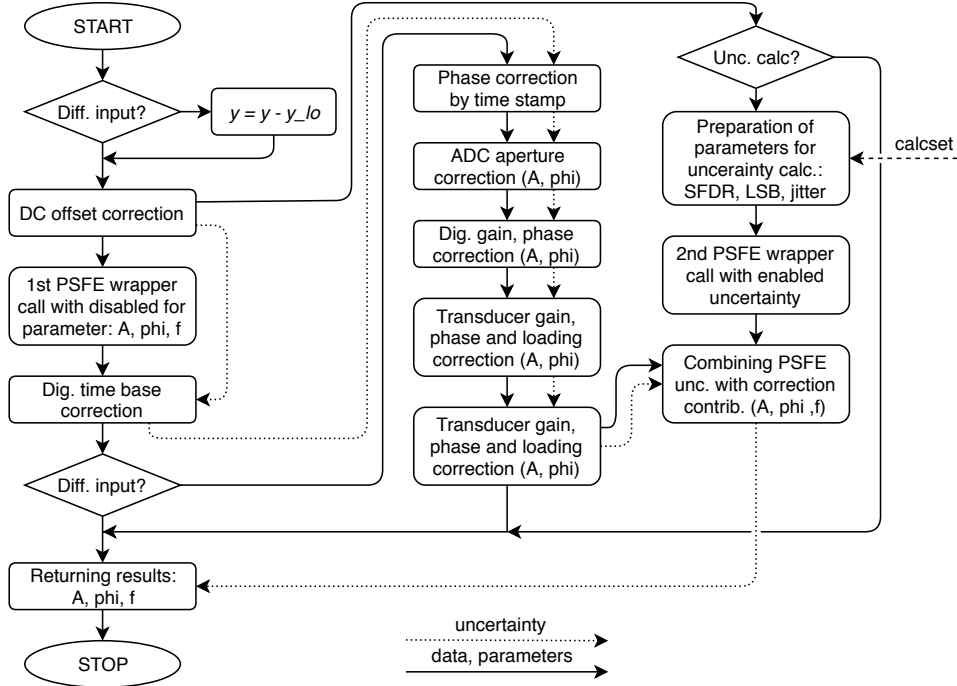 START
Diff. input?
y = y - y_lo
DC offset correction
1st PSFE wrapper
call with disabled for
parameter: A, phi, f
Dig. time base
correction
Diff. input?
Returning results:
A, phi, f
STOP
Phase correction
by time stamp
ADC aperture
correction (A, phi)
Dig. gain, phase
correction (A, phi)
Transducer gain,
phase and loading
correction (A, phi)
Transducer gain,
phase and loading
correction (A, phi)
Unc. calc?
Preparation of
parameters for
uncerainty calc.:
SFDR, LSB, jitter
calcset
2nd PSFE wrapper
call with enabled
uncertainty
Combining PSFE
unc. with correction
contrib. (A, phi ,f)
uncertainty
data, parameters